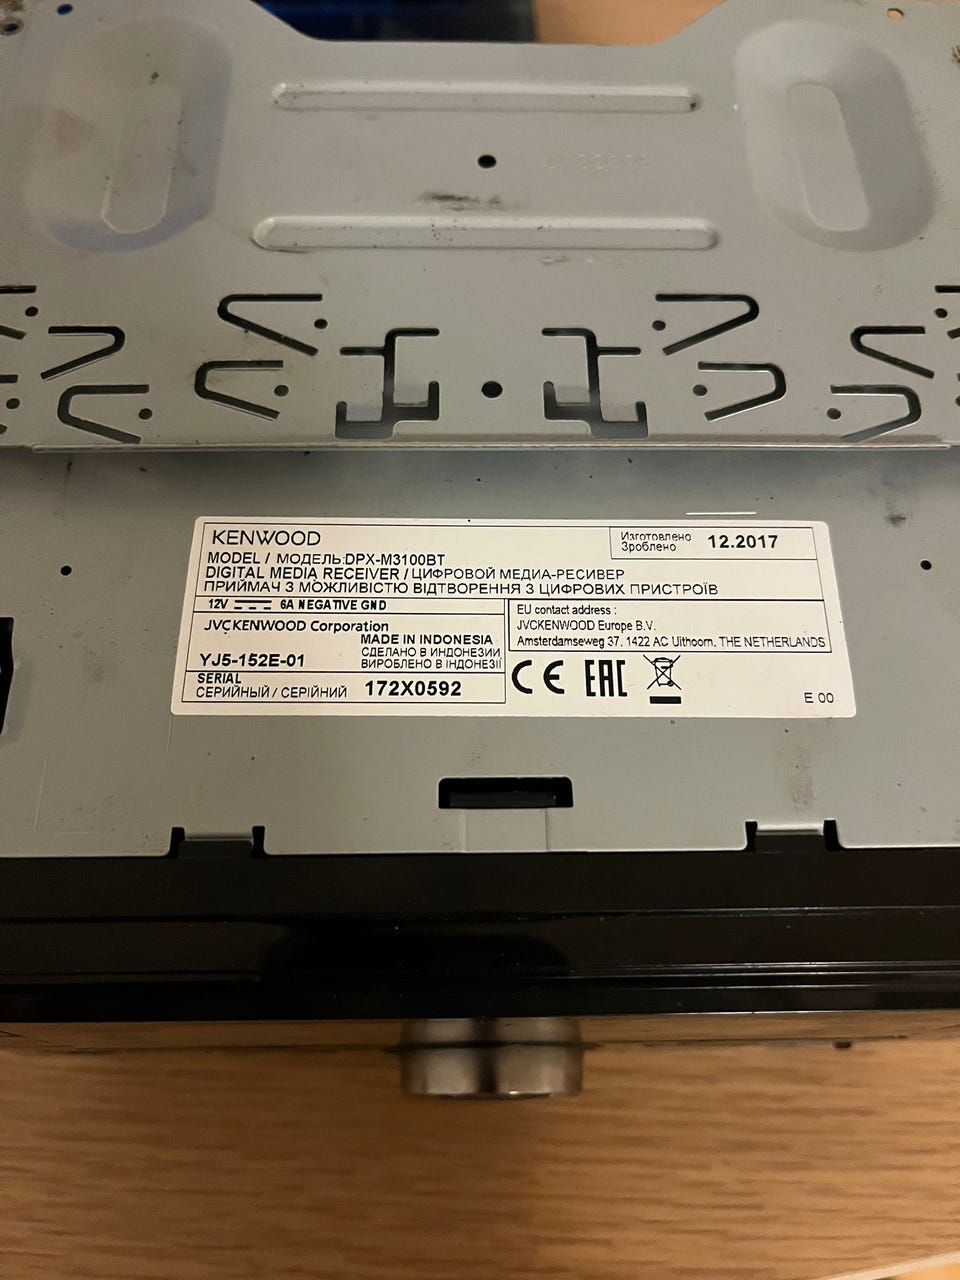 KENWOOD
Изготовлено
Зроблено
12.2017
MODEL / МОДЕЛЬ:DPX-M3100BT
DIGITAL MEDIA RECEIVER / ЦИФРОВОЙ МЕДИА-РЕСИВЕР
ПРИЙМАЧ З МОЖЛИВІСТЮ ВІДТВОРЕННЯ З ЦИФРОВИХ ПРИСТРОЇВ
12V 6A NEGATIVE GND
JVCKENWOOD Corporation
MADE IN INDONESIA
СДЕЛАНО В ИНДОНЕЗИИ
ВИРОБЛЕНО В ІНДОНЕЗІЇ
YJ5-152E-01
SERIAL
СЕРИЙНЫЙ / СЕРІЙНИЙ
172X0592
EU contact address :
JVCKENWOOD Europe B.V.
Amsterdamseweg 37, 1422 AC Uithoorn, THE NETHERLANDS
CE EAC
E 00